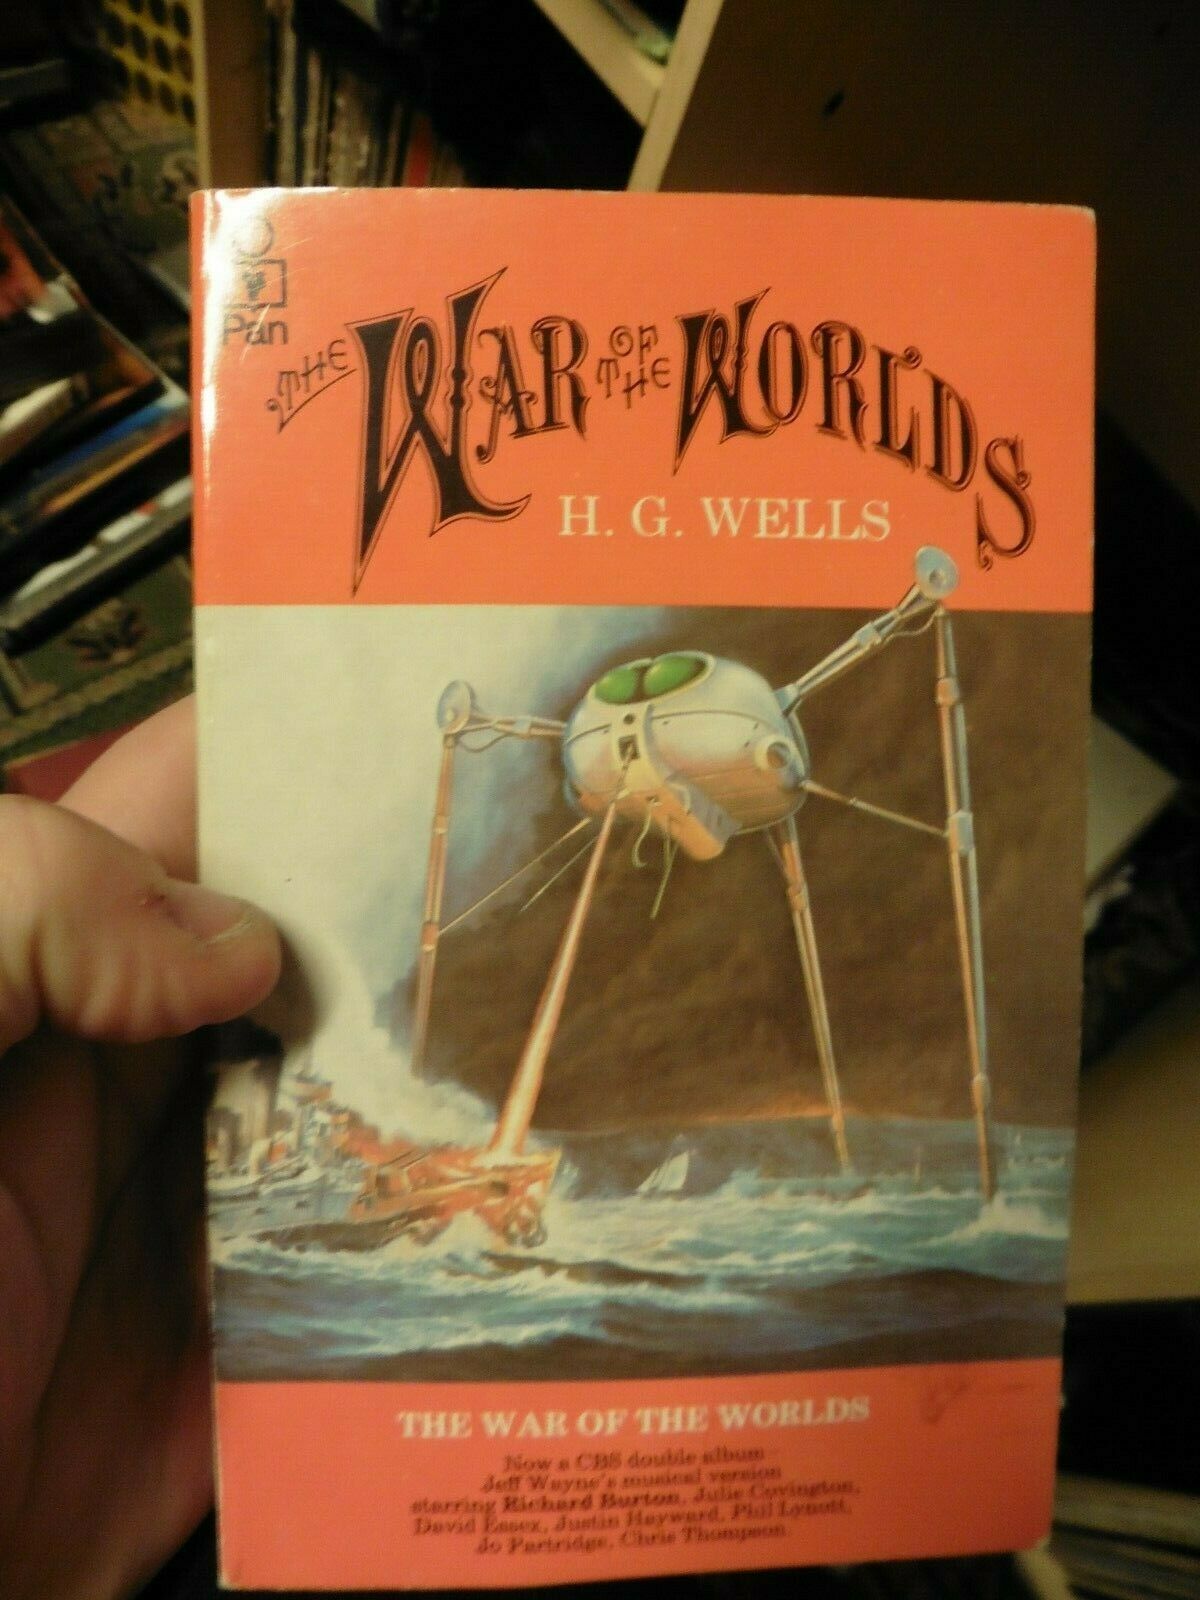 Pan
THE WAR OF THE WORLDS
H. G. WELLS
THE WAR OF THE WORLDS
Now a CBS double album
Jeff Wayne's musical version
starring Richard Burton, Julie Covington,
David Essex, Justin Hayward, Phil Lynott,
Jo Partridge, Chris Thompson